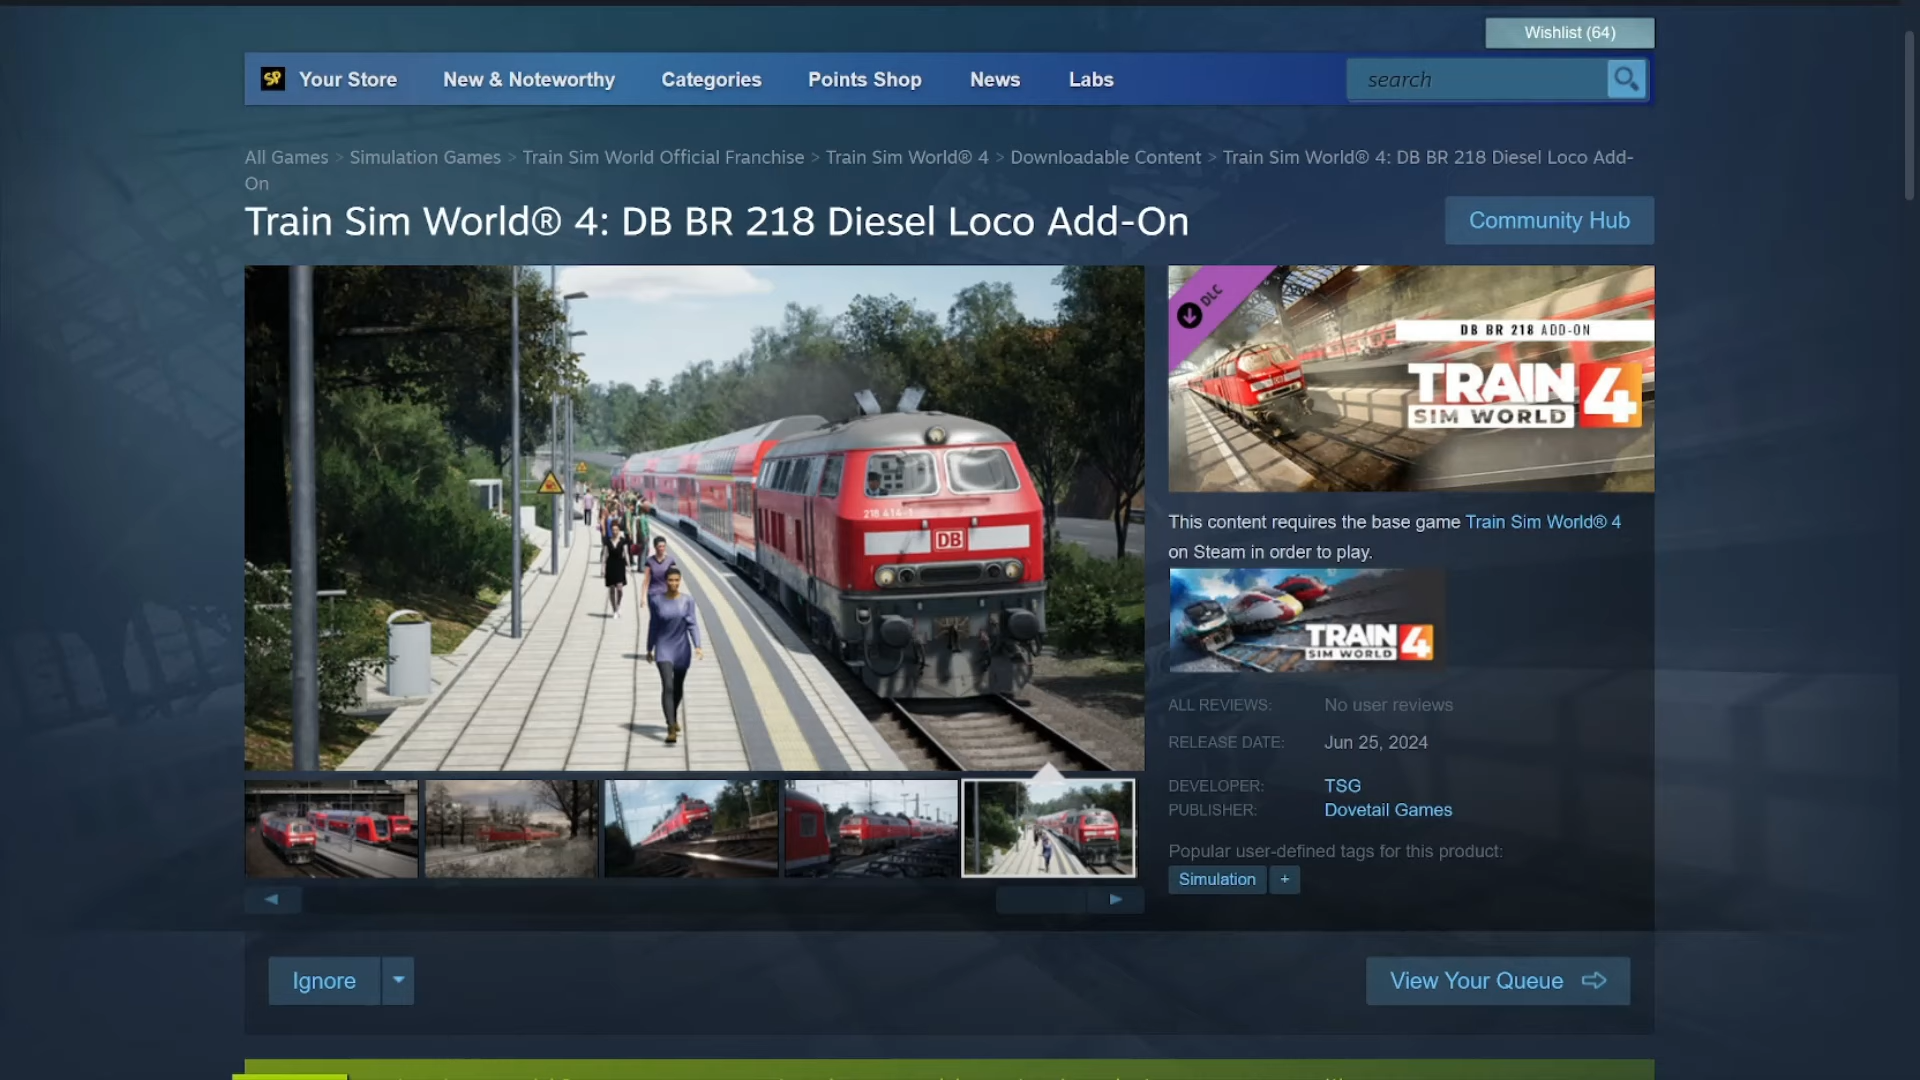 Wishlist (64)
SP Your Store New & Noteworthy Categories Points Shop News Labs search
All Games > Simulation Games > Train Sim World Official Franchise > Train Sim World® 4 > Downloadable Content > Train Sim World® 4: DB BR 218 Diesel Loco Add-
On
Train Sim World® 4: DB BR 218 Diesel Loco Add-On
Community Hub
DLC
DB BR 218 ADD-ON
TRAIN
SIM WORLD 4
218 414-1
DB
This content requires the base game Train Sim World® 4
on Steam in order to play.
TRAIN
SIM WORLD 4
ALL REVIEWS: No user reviews
RELEASE DATE: Jun 25, 2024
DEVELOPER: TSG
PUBLISHER: Dovetail Games
Popular user-defined tags for this product:
Simulation +
Ignore
View Your Queue